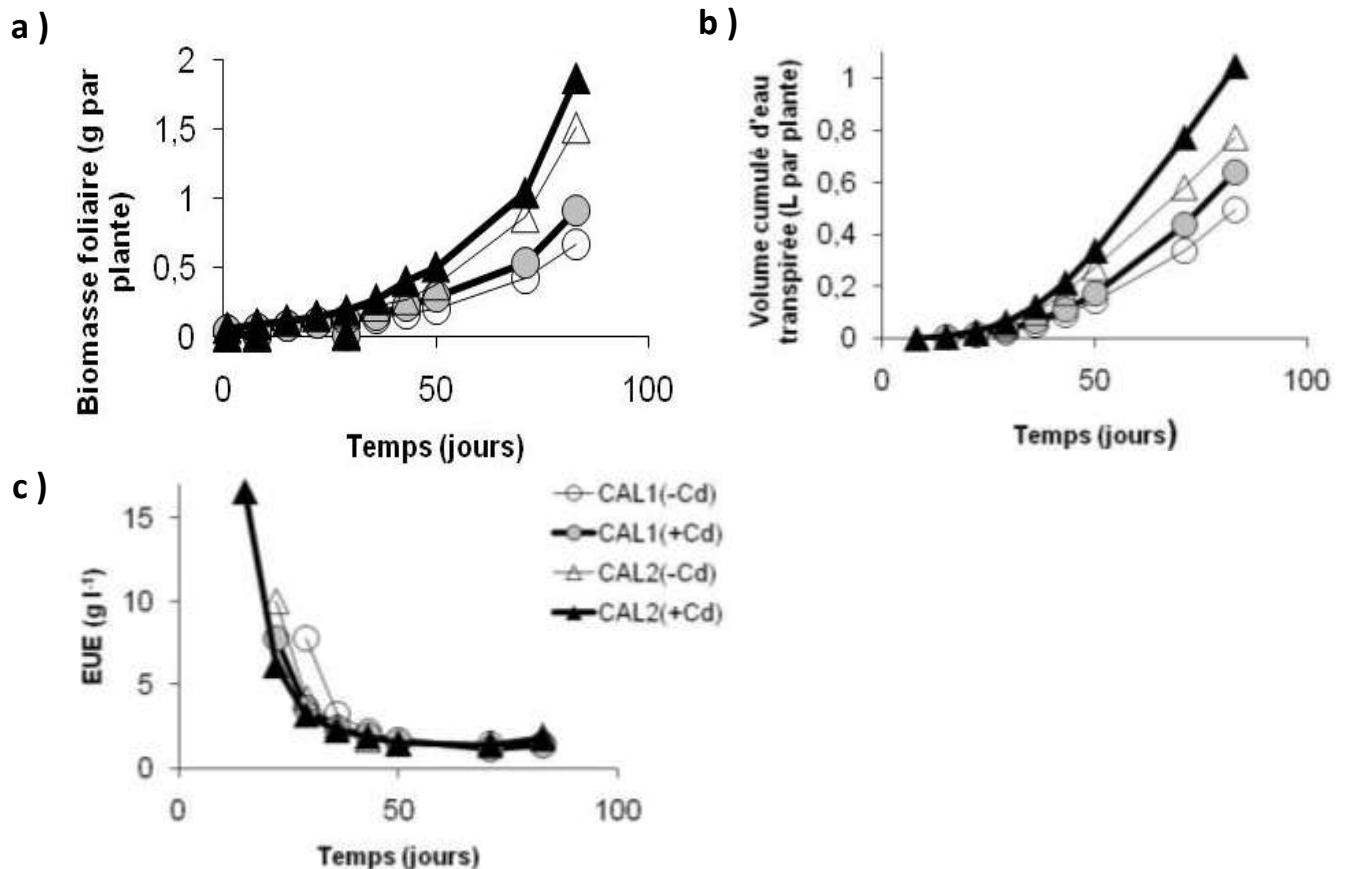 a )
Biomasse foliaire (g par
plante)
2
1,5
1
0,5
0
0
50
100
Temps (jours)
b )
Volume cumulé d'eau
transpirée (L par plante)
1
0,8
0,6
0,4
0,2
0
0
50
100
Temps (jours)
c )
EUE (g l-1)
15
10
5
0
0
50
100
Temps (jours)
CAL1(-Cd)
CAL1(+Cd)
CAL2(-Cd)
CAL2(+Cd)